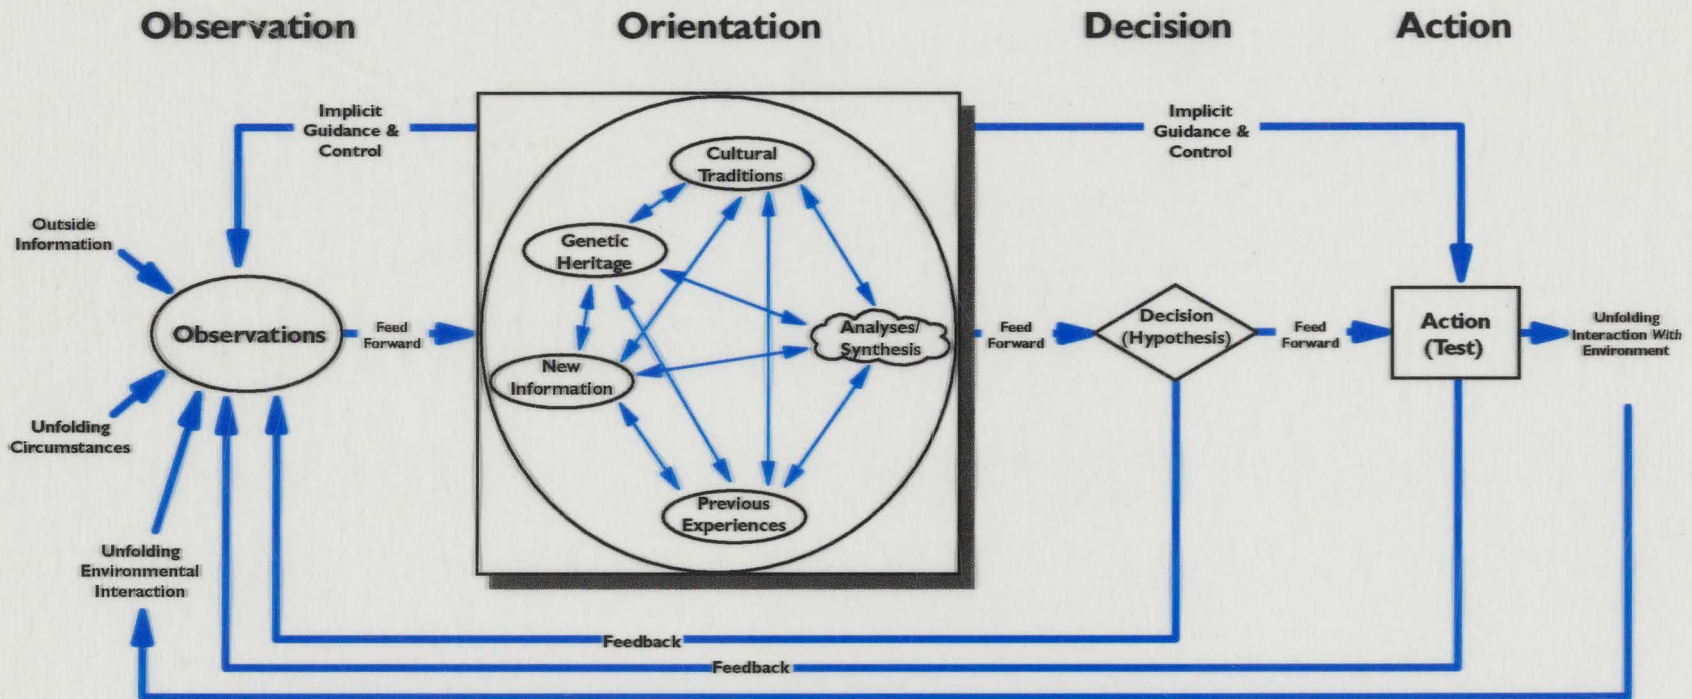 Observation
Orientation
Decision
Action
Implicit
Guidance &
Control
Implicit
Guidance &
Control
Cultural
Traditions
Outside
Information
Genetic
Heritage
Observations
Feed
Forward
Analyses/
Synthesis
New
Information
Feed
Forward
Decision
(Hypothesis)
Feed
Forward
Action
(Test)
Unfolding
Interaction With
Environment
Unfolding
Circumstances
Previous
Experiences
Unfolding
Environmental
Interaction
Feedback
Feedback